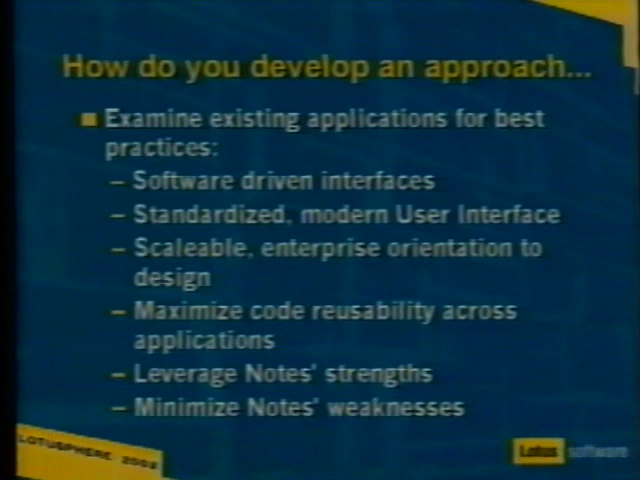 How do you develop an approach...
■ Examine existing applications for best
practices:
– Software driven interfaces
– Standardized, modern User Interface
– Scaleable, enterprise orientation to
design
– Maximize code reusability across
applications
– Leverage Notes' strengths
– Minimize Notes' weaknesses
LOTUSPHERE 2002
Lotus software